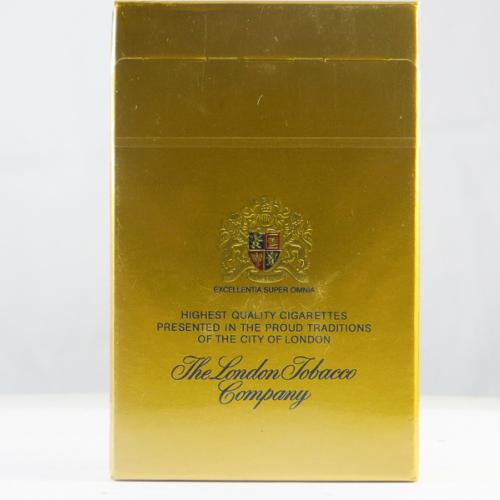 EXCELLENTIA SUPER OMNIA
HIGHEST QUALITY CIGARETTES
PRESENTED IN THE PROUD TRADITIONS
OF THE CITY OF LONDON
The London Tobacco
Company